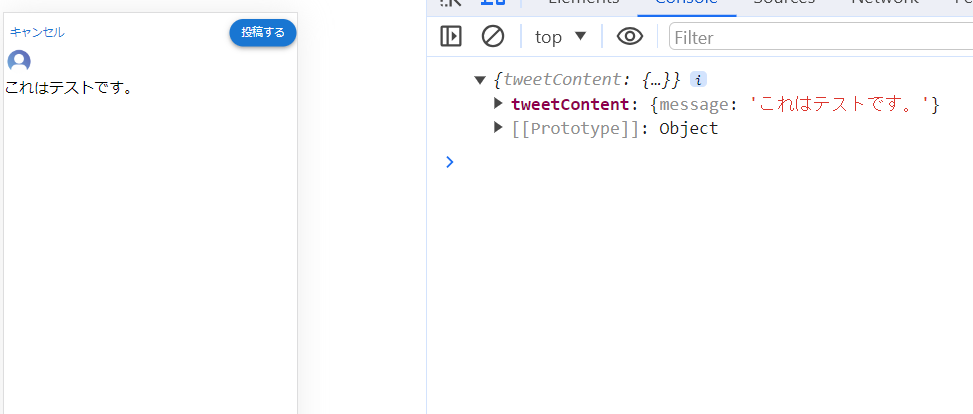 キャンセル 投稿する
これはテストです。
Elements Console Sources Network
top Filter
{tweetContent: {…}} i
tweetContent: {message: 'これはテストです。'}
[[Prototype]]: Object